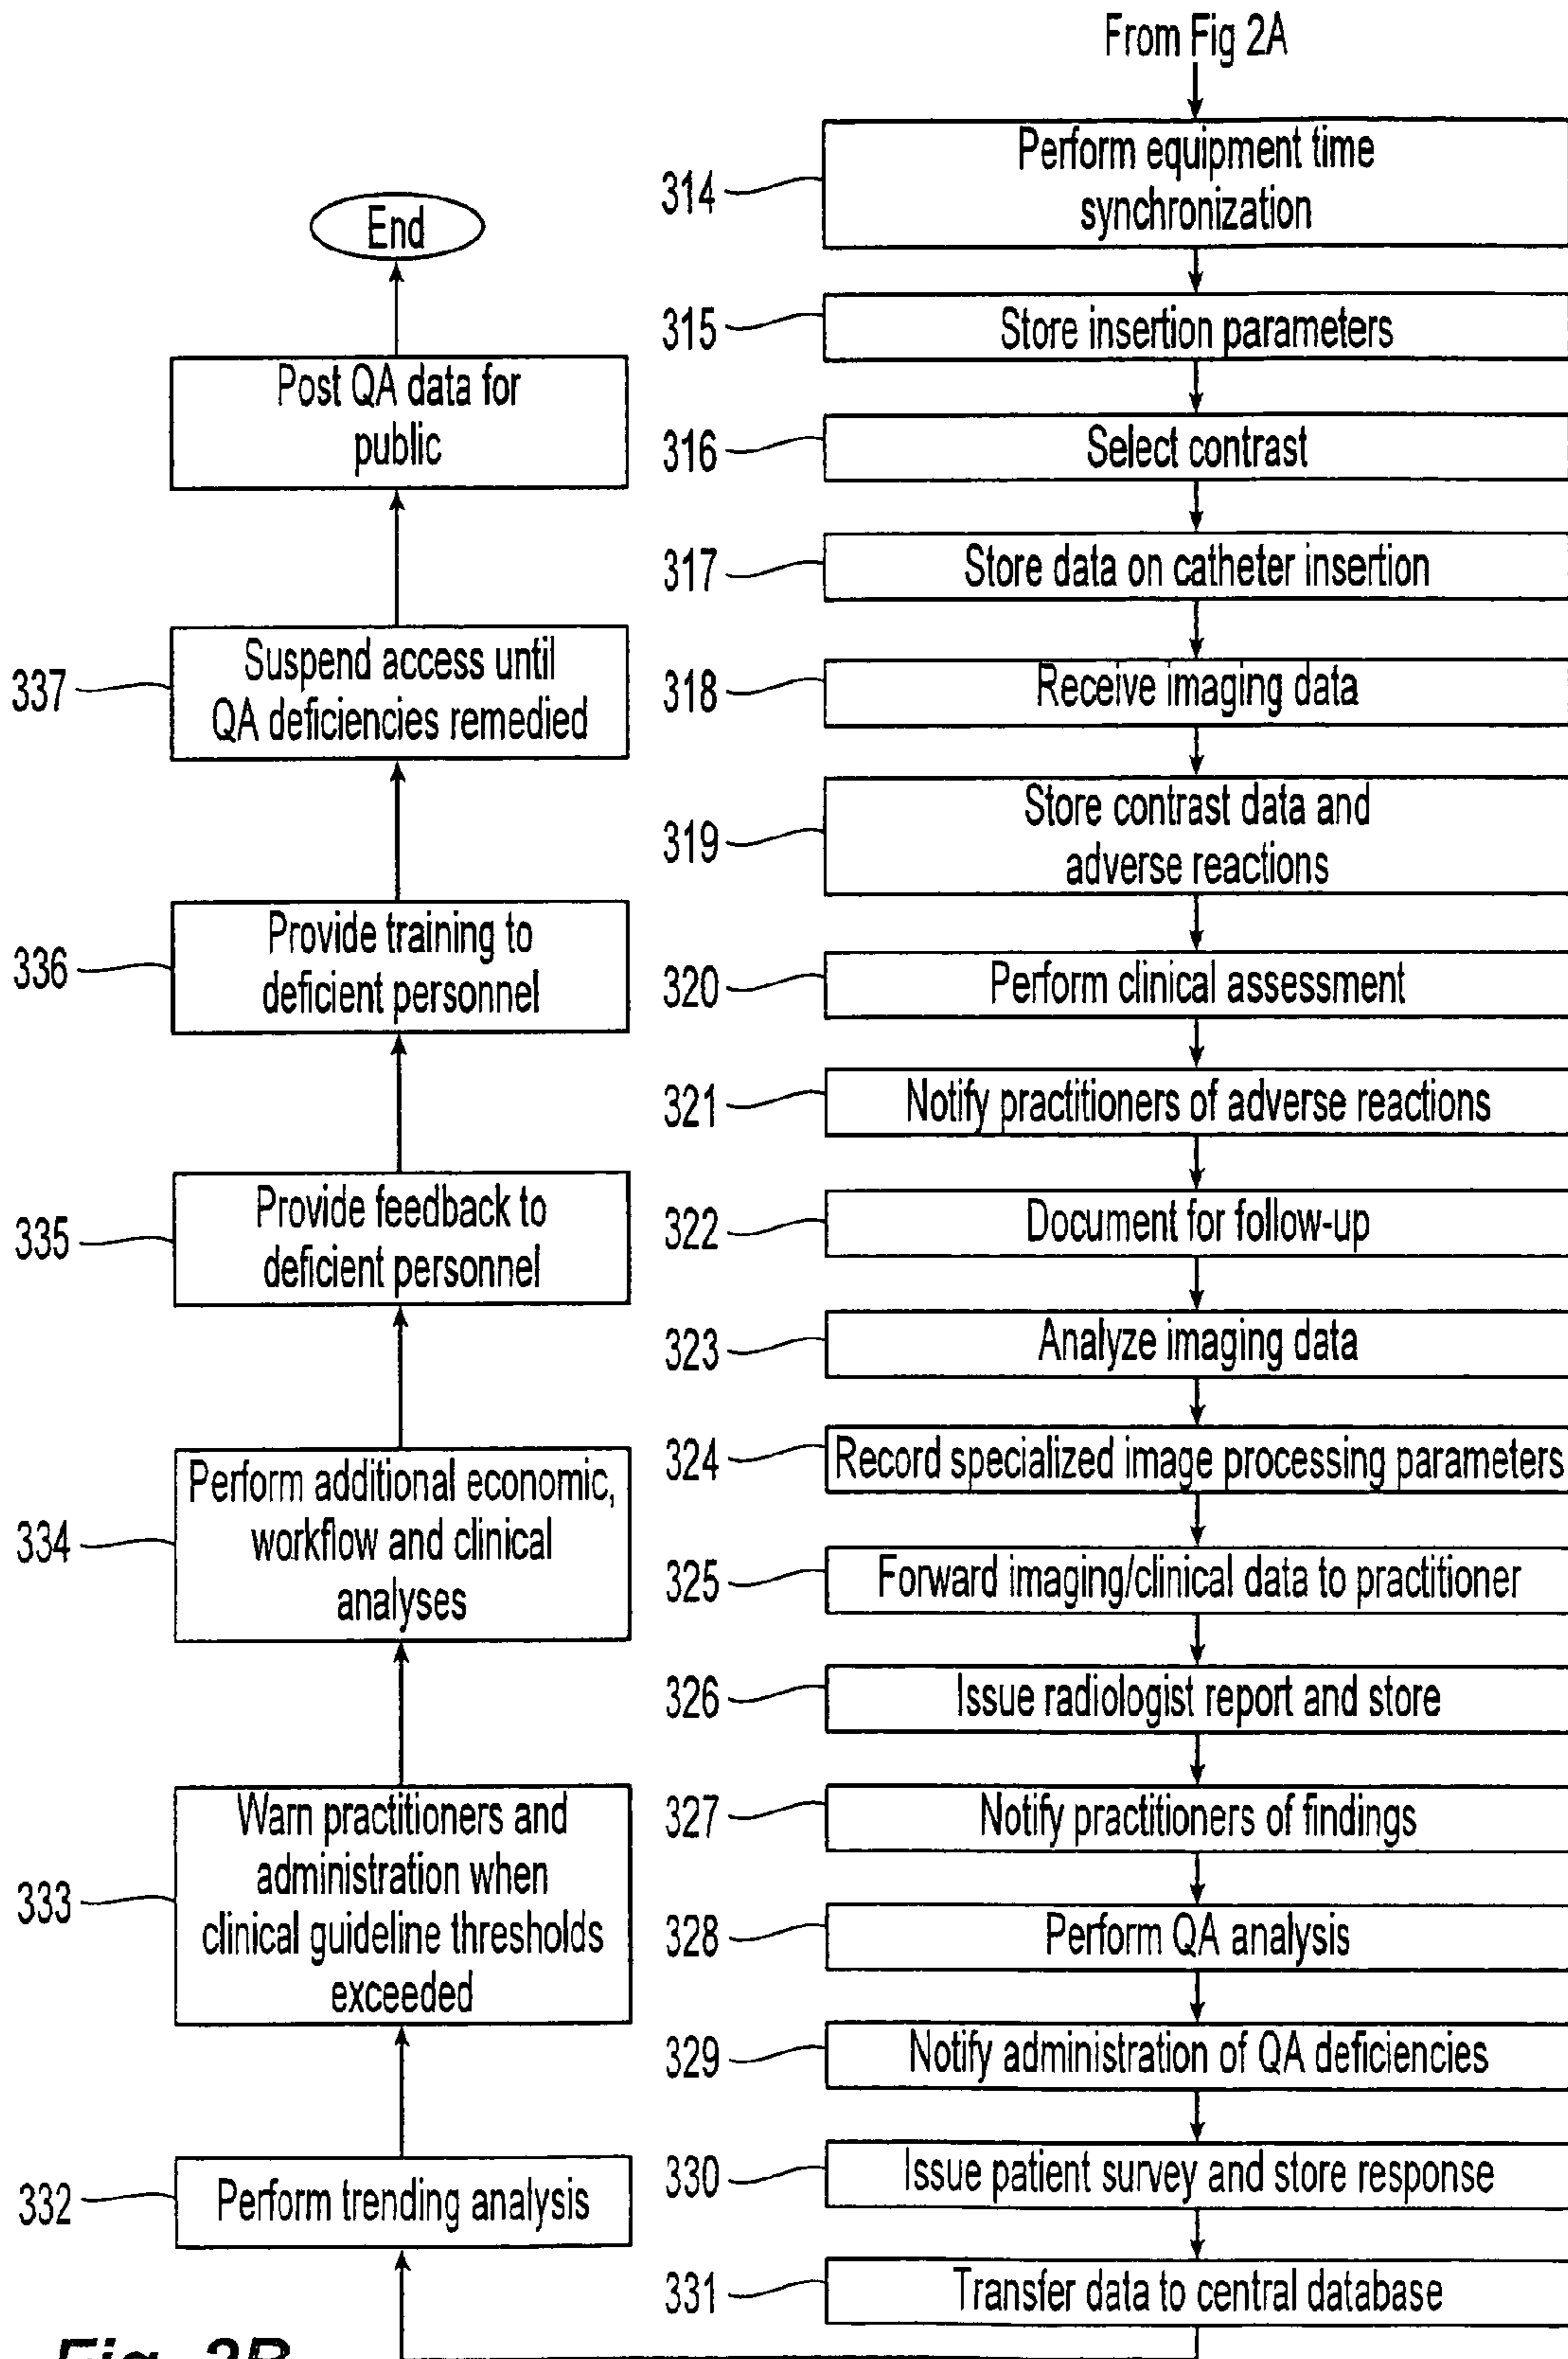 From Fig 2A
314
Perform equipment time
synchronization
315
Store insertion parameters
316
Select contrast
317
Store data on catheter insertion
318
Receive imaging data
319
Store contrast data and
adverse reactions
320
Perform clinical assessment
321
Notify practitioners of adverse reactions
322
Document for follow-up
323
Analyze imaging data
324
Record specialized image processing parameters
325
Forward imaging/clinical data to practitioner
326
Issue radiologist report and store
327
Notify practitioners of findings
328
Perform QA analysis
329
Notify administration of QA deficiencies
330
Issue patient survey and store response
331
Transfer data to central database
332
Perform trending analysis
333
Warn practitioners and
administration when
clinical guideline thresholds
exceeded
334
Perform additional economic,
workflow and clinical
analyses
335
Provide feedback to
deficient personnel
336
Provide training to
deficient personnel
337
Suspend access until
QA deficiencies remedied
Post QA data for
public
End